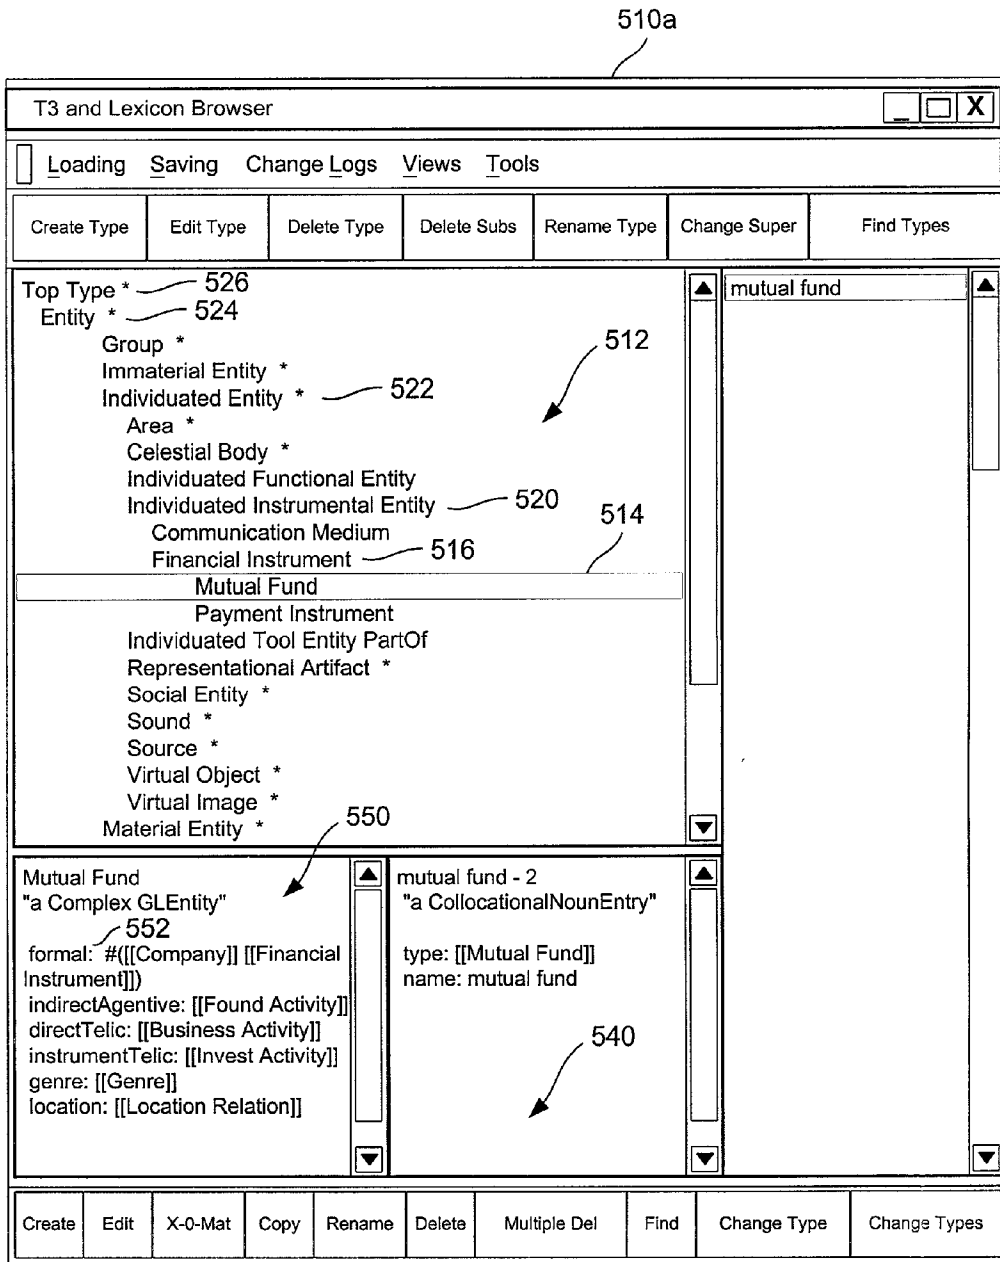 510a
T3 and Lexicon Browser
X
Loading Saving Change Logs Views Tools
Create Type Edit Type Delete Type Delete Subs Rename Type Change Super Find Types
Top Type * 526
Entity * 524
Group *
Immaterial Entity *
Individuated Entity * 522
Area *
Celestial Body *
Individuated Functional Entity
Individuated Instrumental Entity 520
Communication Medium
Financial Instrument 516
Mutual Fund
Payment Instrument
Individuated Tool Entity PartOf
Representational Artifact *
Social Entity *
Sound *
Source *
Virtual Object *
Virtual Image *
Material Entity *
512
514
mutual fund
550
Mutual Fund
"a Complex GLEntity"
552
formal: #([[Company]] [[Financial
Instrument]])
indirectAgentive: [[Found Activity]]
directTelic: [[Business Activity]]
instrumentTelic: [[Invest Activity]]
genre: [[Genre]]
location: [[Location Relation]]
mutual fund - 2
"a CollocationalNounEntry"
type: [[Mutual Fund]]
name: mutual fund
540
Create Edit X-0-Mat Copy Rename Delete Multiple Del Find Change Type Change Types